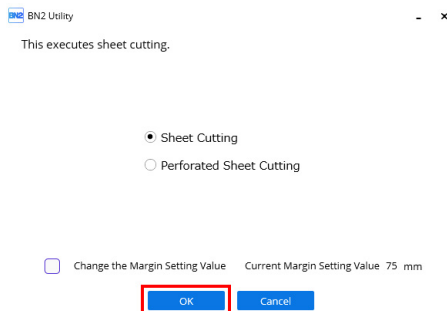 BN2 BN2 Utility
This executes sheet cutting.
Sheet Cutting
Perforated Sheet Cutting
Change the Margin Setting Value Current Margin Setting Value 75 mm
OK Cancel